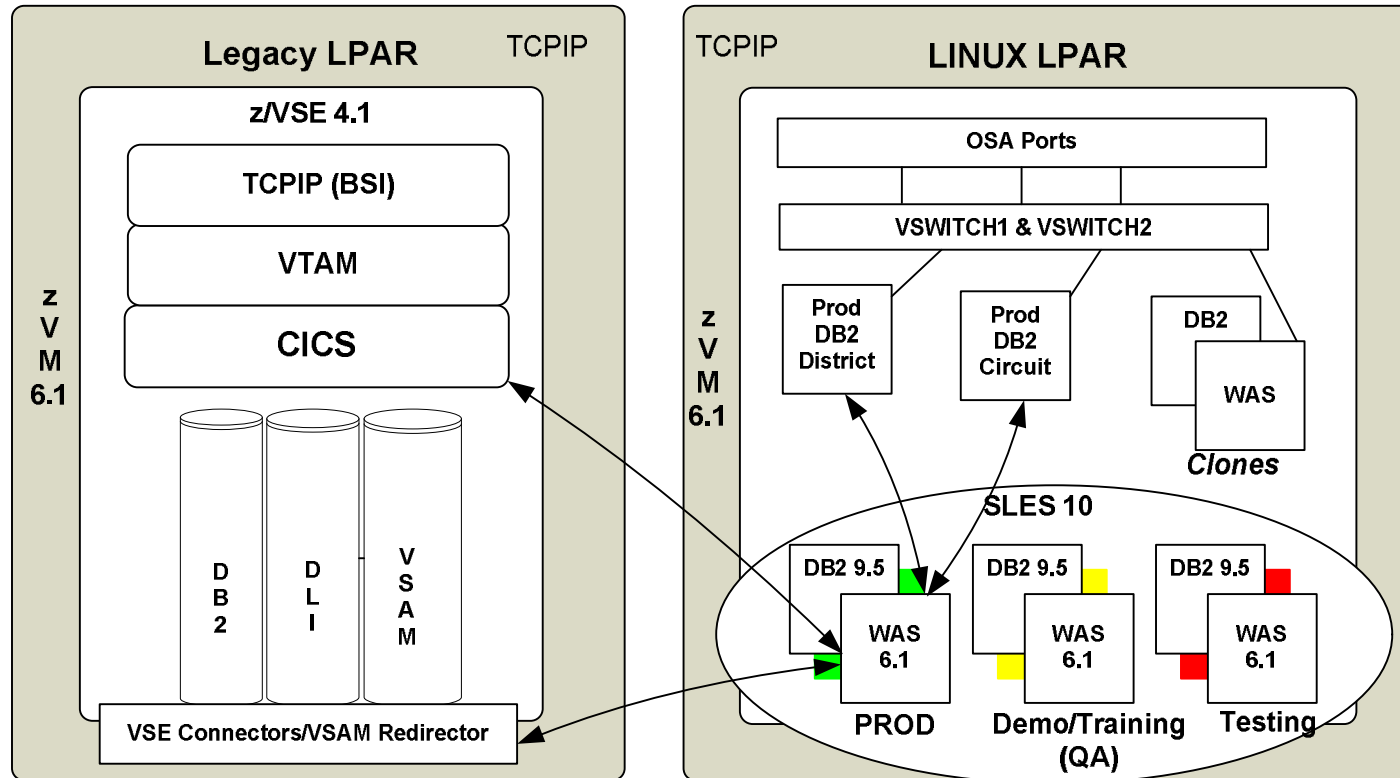 Legacy LPAR
TCPIP
z/VSE 4.1
TCPIP (BSI)
VTAM
CICS
z
V
M
6.1
D
B
2
D
L
I
V
S
A
M
VSE Connectors/VSAM Redirector
TCPIP
LINUX LPAR
OSA Ports
VSWITCH1 & VSWITCH2
z
V
M
6.1
Prod
DB2
District
Prod
DB2
Circuit
DB2
WAS
Clones
SLES 10
DB2 9.5
WAS
6.1
PROD
DB2 9.5
WAS
6.1
Demo/Training
(QA)
DB2 9.5
WAS
6.1
Testing